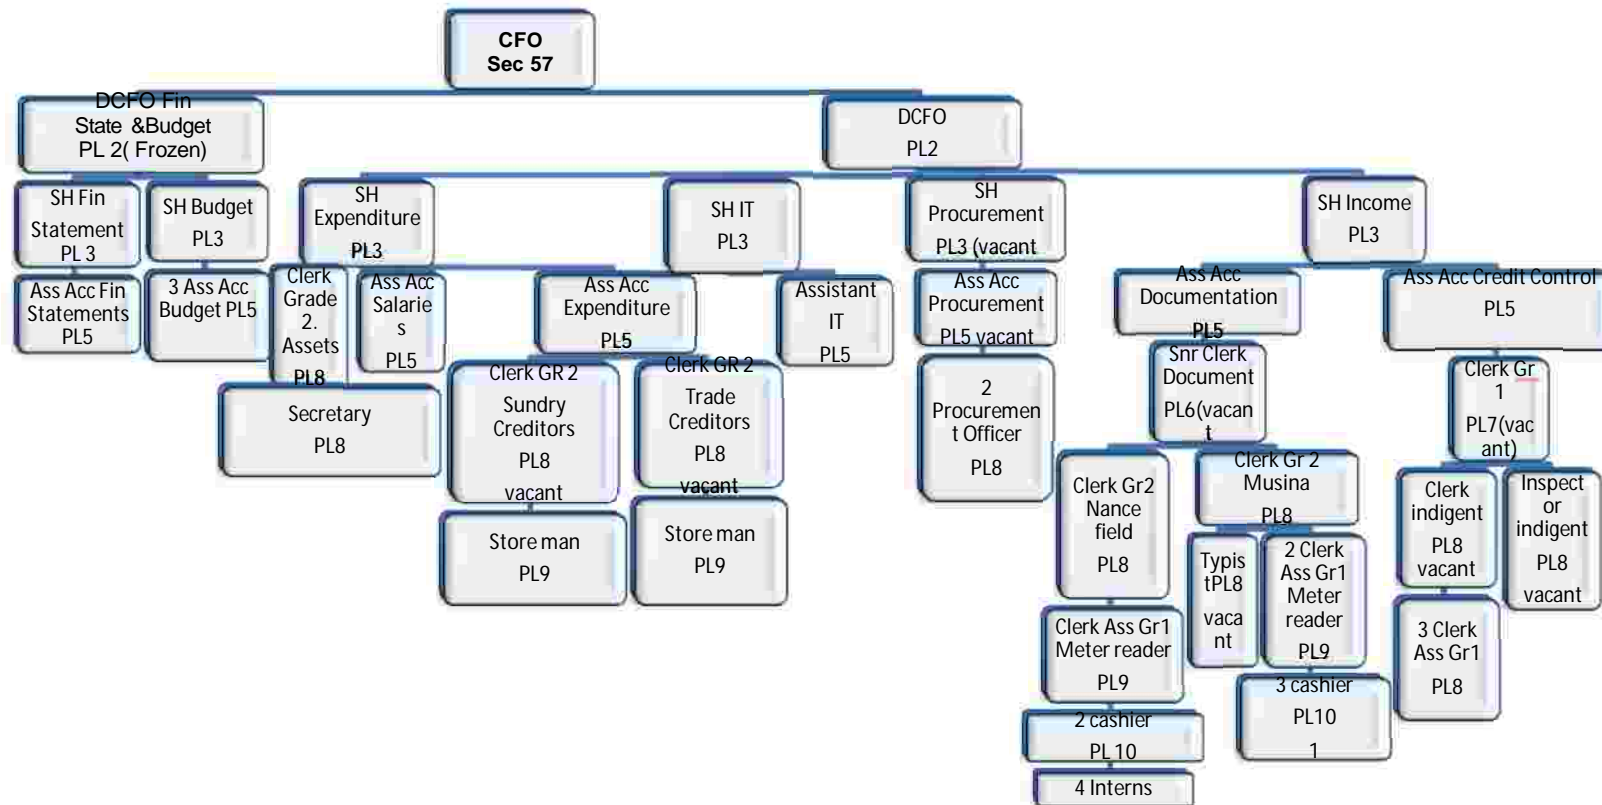 CFO
Sec 57
DCFO Fin
State &Budget
PL 2( Frozen)
DCFO
PL2
SH Fin
Statement
PL 3
SH Budget
PL3
SH
Expenditure
PL3
SH IT
PL3
SH
Procurement
PL3 (vacant
SH Income
PL3
Ass Acc Fin
Statements
PL5
3 Ass Acc
Budget PL5
Clerk
Grade
2.
Assets
PL8
Ass Acc
Salarie
s
PL5
Ass Acc
Expenditure
PL5
Assistant
IT
PL5
Ass Acc
Procurement
PL5 vacant
Ass Acc
Documentation
PL5
Ass Acc Credit Control
PL5
Secretary
PL8
Clerk GR 2
Sundry
Creditors
PL8
vacant
Clerk GR 2
Trade
Creditors
PL8
vacant
2
Procuremen
t Officer
PL8
Snr Clerk
Document
PL6(vacan
t
Clerk Gr
1
PL7(vac
ant)
Store man
PL9
Store man
PL9
Clerk Gr2
Nance
field
PL8
Clerk Gr 2
Musina
PL8
Clerk
indigent
PL8
vacant
Inspect
or
indigent
PL8
vacant
Typis
tPL8
vaca
nt
2 Clerk
Ass Gr1
Meter
reader
PL9
Clerk Ass Gr1
Meter reader
PL9
3 Clerk
Ass Gr1
PL8
2 cashier
PL 10
3 cashier
PL10
1
4 Interns